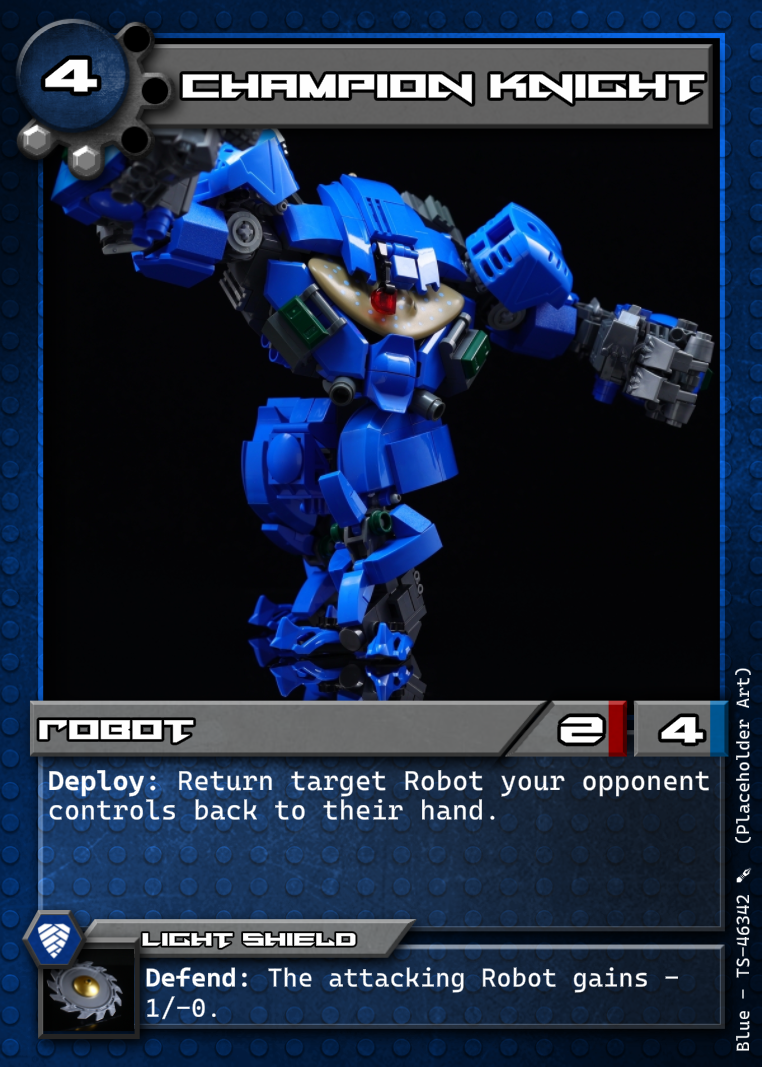 4
CHAMPION KNIGHT
ROBOT
2
4
Deploy: Return target Robot your opponent
controls back to their hand.
LIGHT SHIELD
Defend: The attacking Robot gains -
1/-0.
Blue - TS-46342 (Placeholder Art)